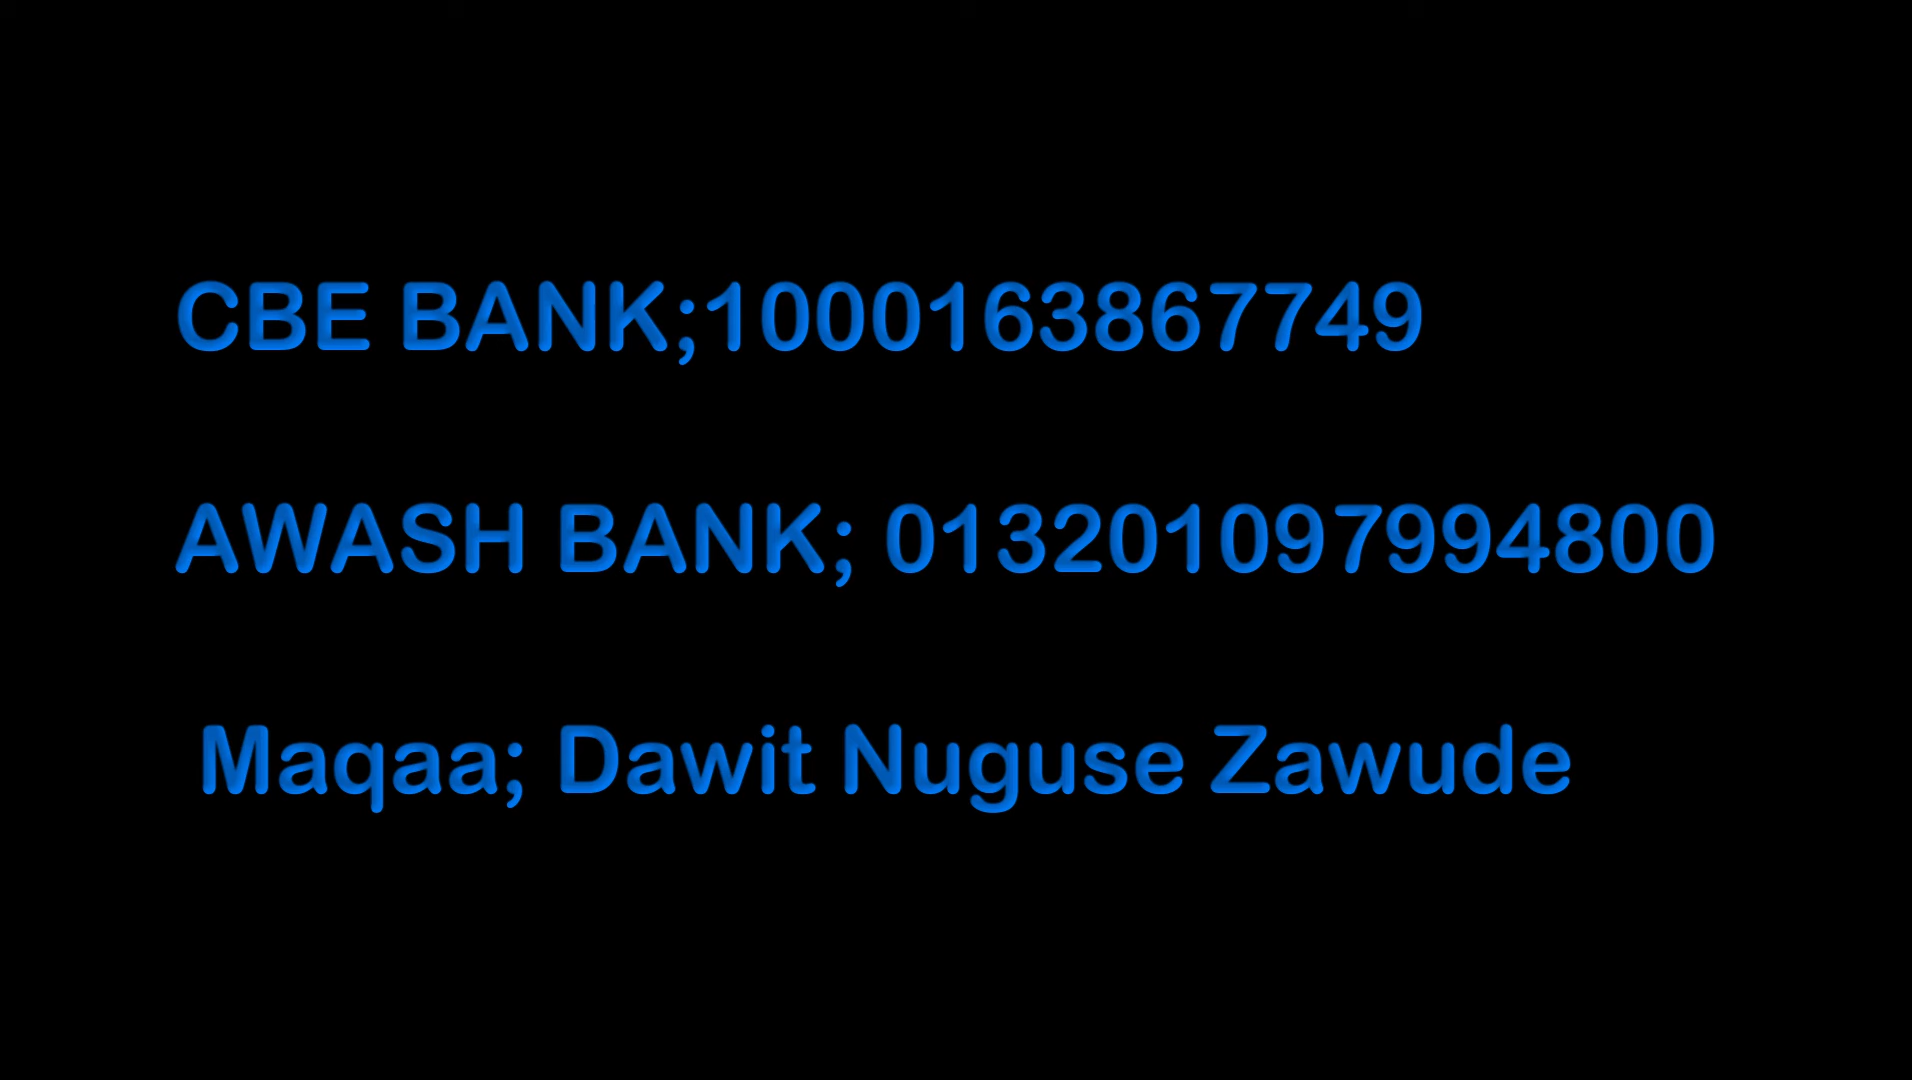 CBE BANK;1000163867749
AWASH BANK; 013201097994800
Maqaa; Dawit Nuguse Zawude